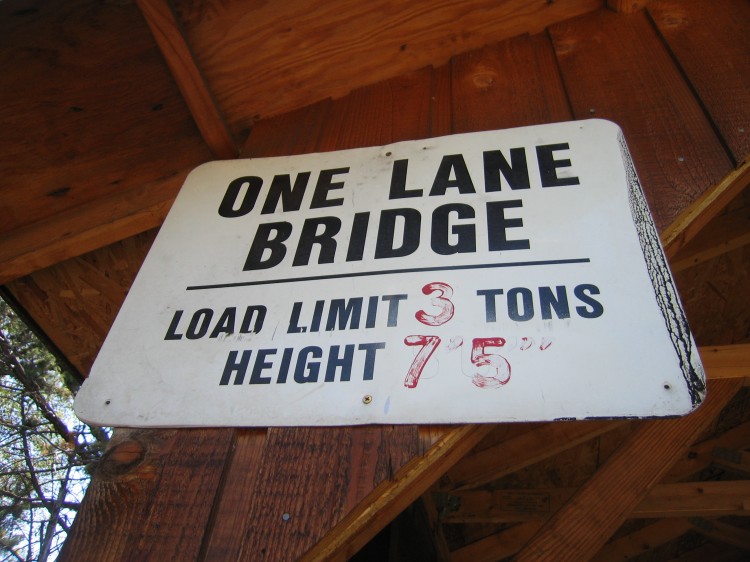 ONE LANE
BRIDGE
LOAD LIMIT 3 TONS
HEIGHT 7' 5"